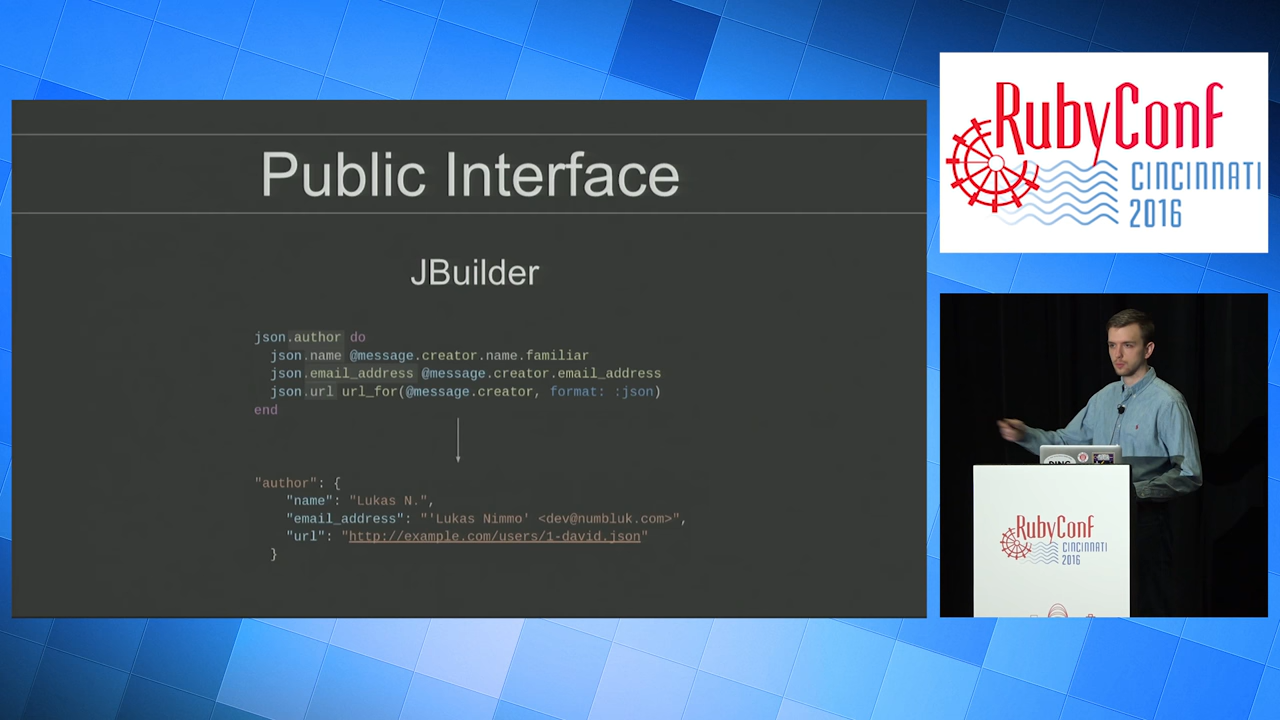 Public Interface
JBuilder
json.author do
  json.name @message.creator.name.familiar
  json.email_address @message.creator.email_address
  json.url url_for(@message.creator, format: :json)
end
"author": {
    "name": "Lukas N.",
    "email_address": "'Lukas Nimmo' <dev@numbluk.com>",
    "url": "http://example.com/users/1-david.json"
  }
RubyConf
CINCINNATI
2016
RubyConf
CINCINNATI
2016